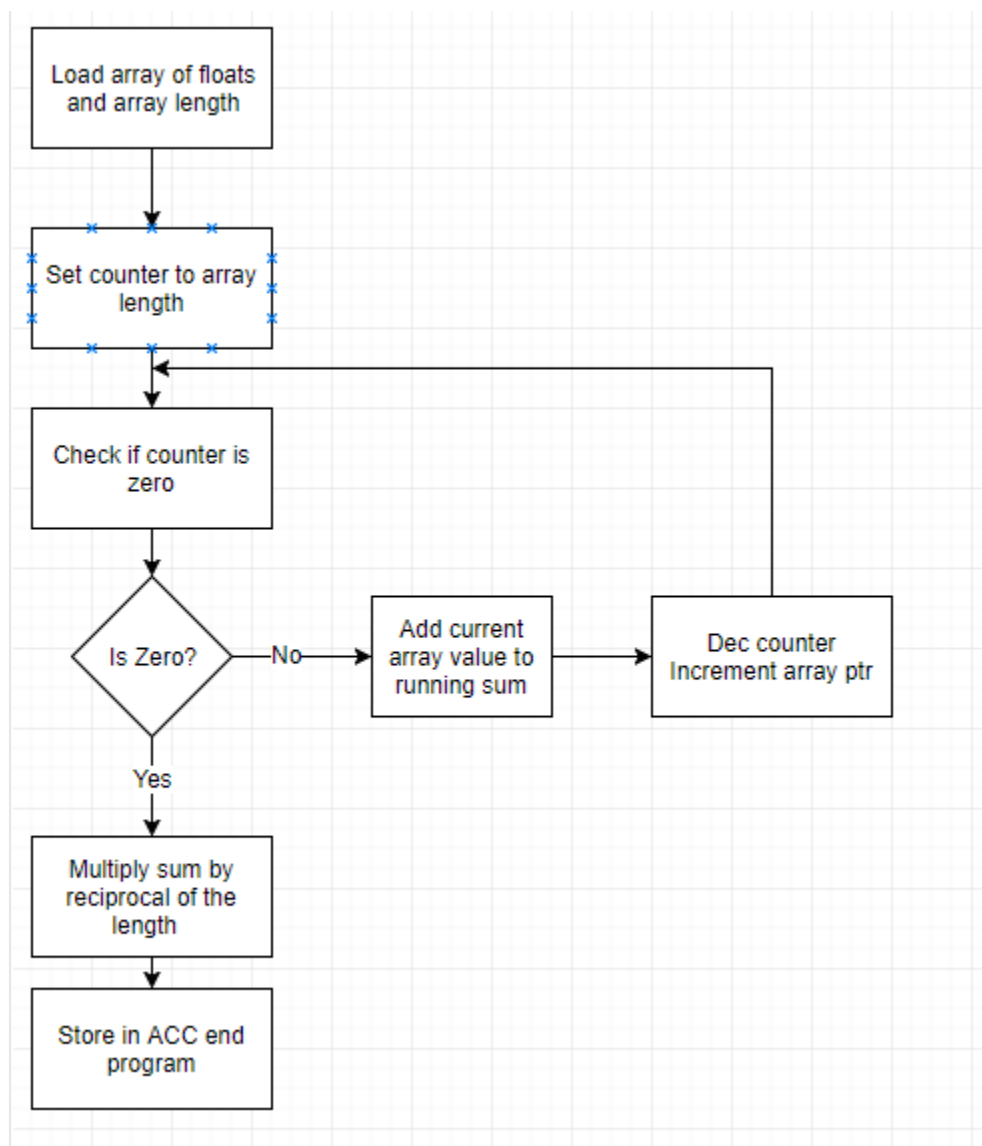 Load array of floats
and array length
Set counter to array
length
Check if counter is
zero
Is Zero?
No
Add current
array value to
running sum
Dec counter
Increment array ptr
Yes
Multiply sum by
reciprocal of the
length
Store in ACC end
program